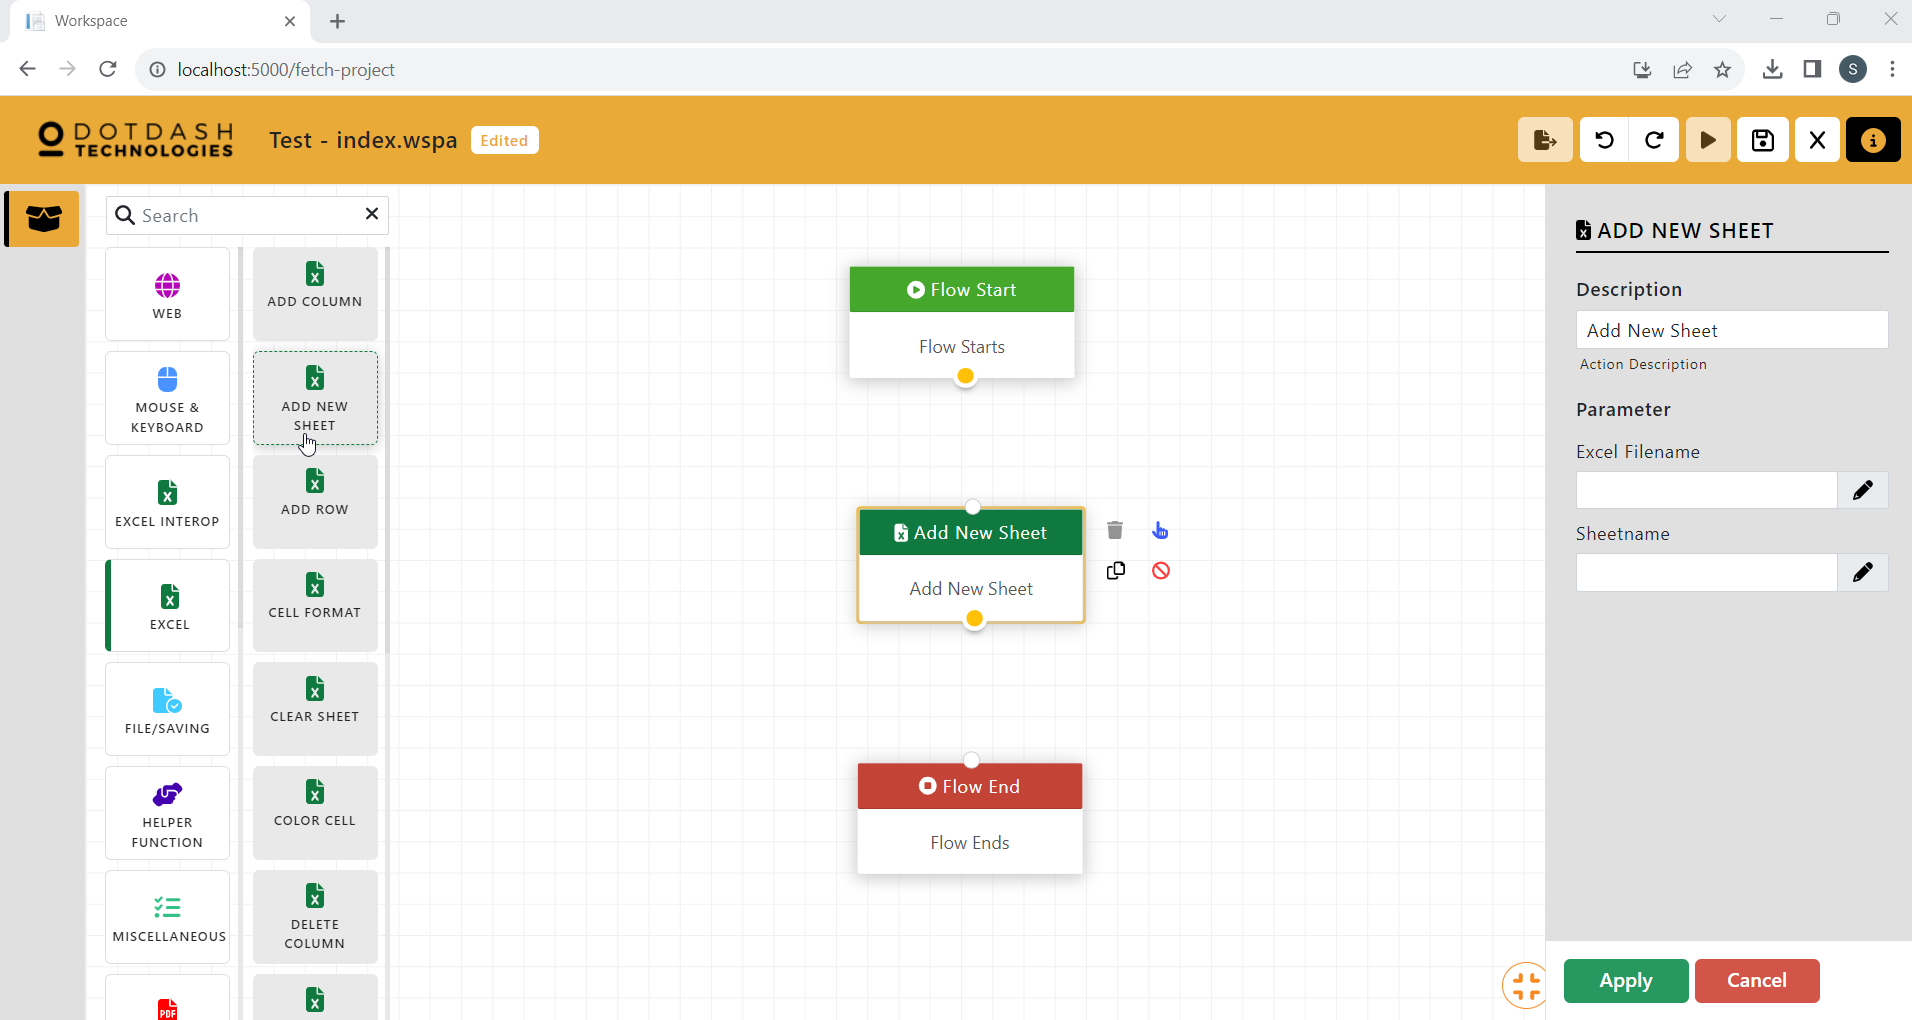 Workspace
localhost:5000/fetch-project
S
DOTDASH
TECHNOLOGIES
Test - index.wspa
Edited
Search
WEB
MOUSE &
KEYBOARD
EXCEL INTEROP
EXCEL
FILE/SAVING
HELPER
FUNCTION
MISCELLANEOUS
PDF
ADD COLUMN
ADD NEW
SHEET
ADD ROW
CELL FORMAT
CLEAR SHEET
COLOR CELL
DELETE
COLUMN
Flow Start
Flow Starts
Add New Sheet
Add New Sheet
Flow End
Flow Ends
ADD NEW SHEET
Description
Add New Sheet
Action Description
Parameter
Excel Filename
Sheetname
Apply
Cancel